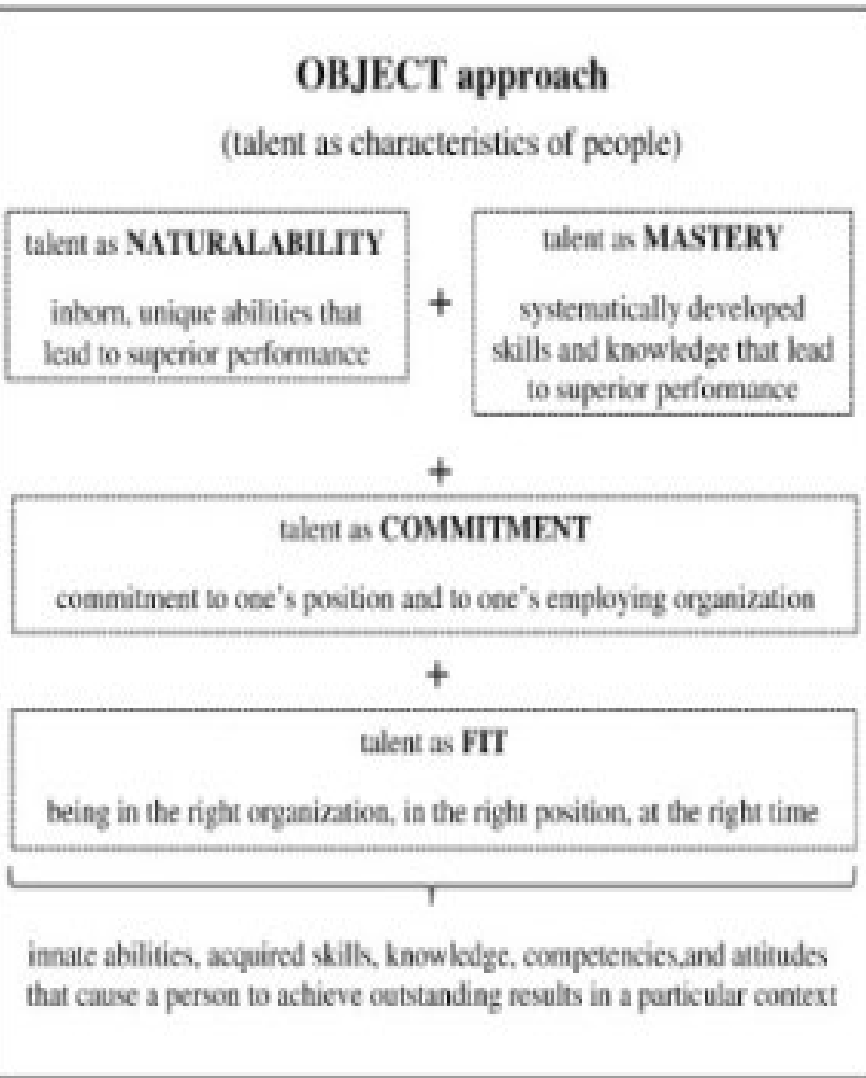 OBJECT approach
(talent as characteristics of people)
talent as NATURALABILITY
inborn, unique abilities that
lead to superior performance
+
talent as MASTERY
systematically developed
skills and knowledge that lead
to superior performance
+
talent as COMMITMENT
commitment to one's position and to one's employing organization
+
talent as FIT
being in the right organization, in the right position, at the right time
innate abilities, acquired skills, knowledge, competencies,and attitudes
that cause a person to achieve outstanding results in a particular context